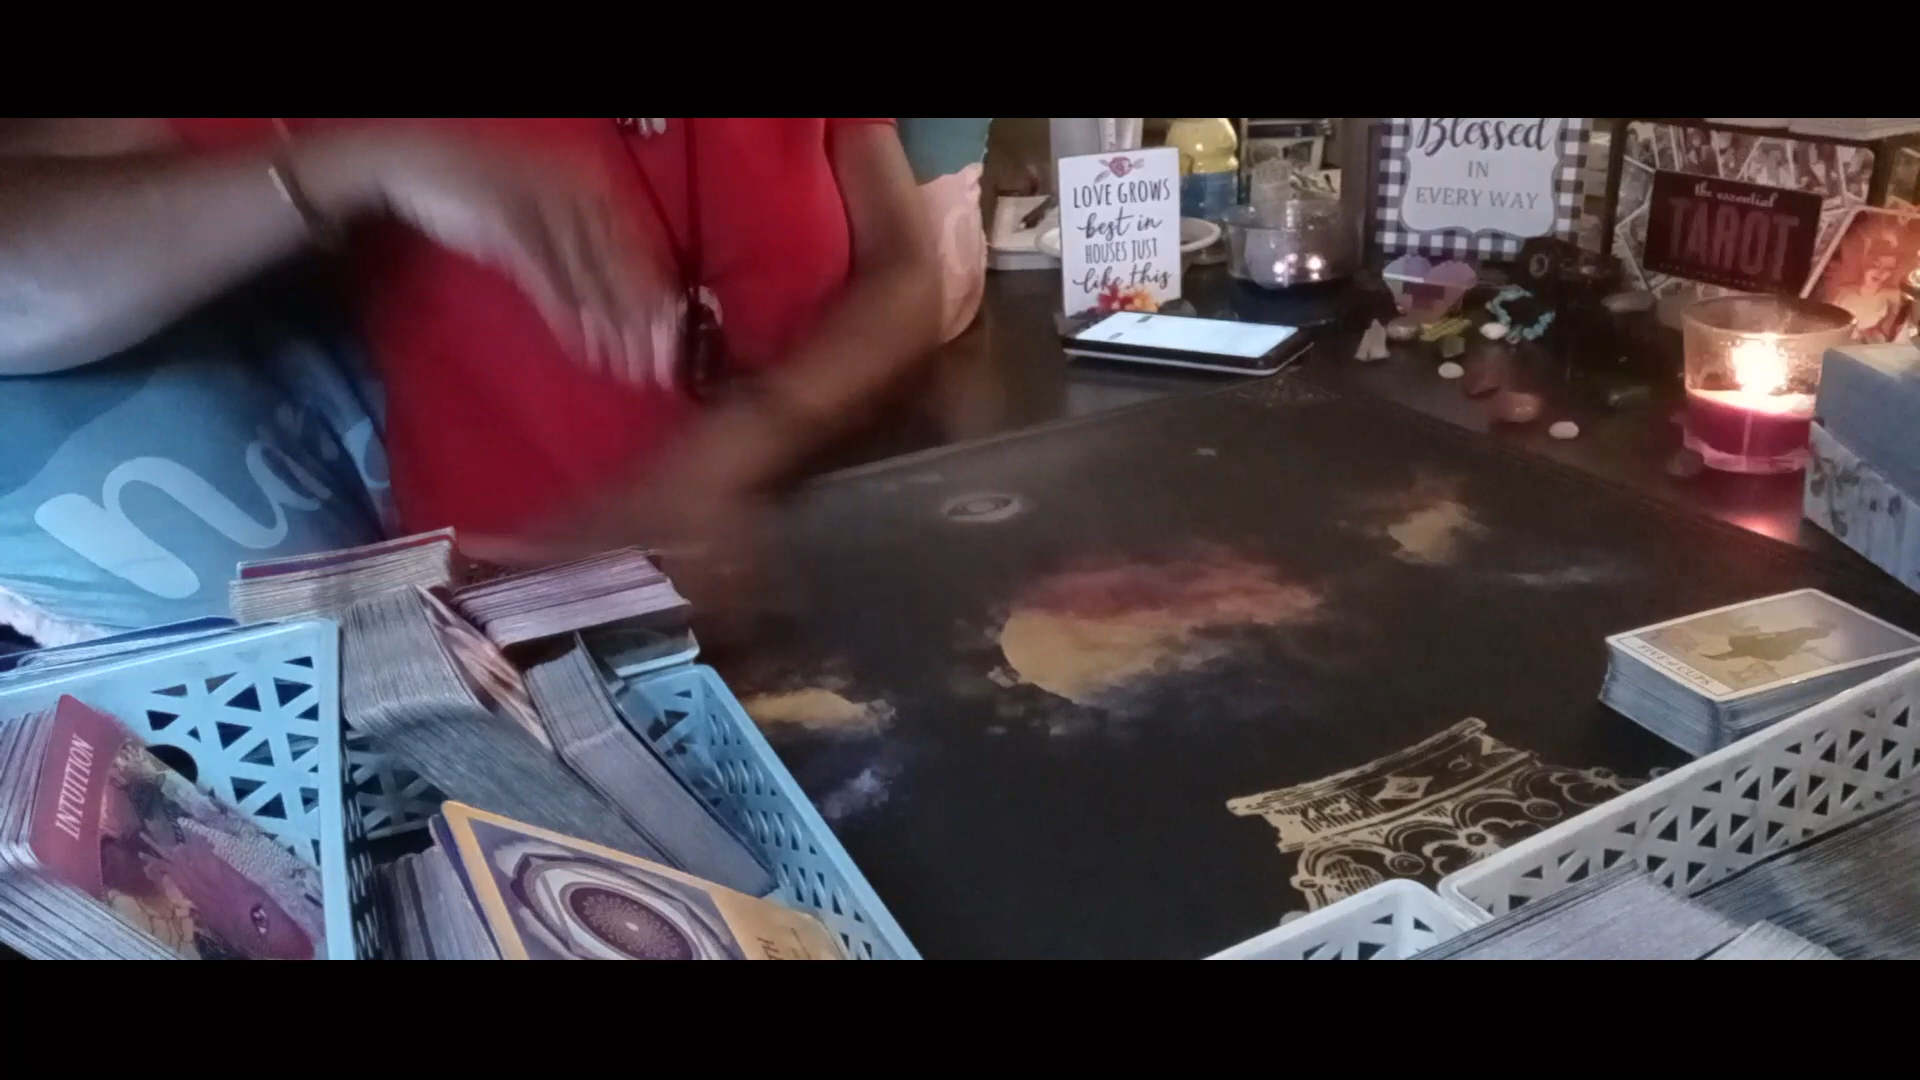 LOVE GROWS
best in
HOUSES JUST
like this
Blessed
IN
EVERY WAY
the essential
TAROT
FIVE of CUPS
INTUITION